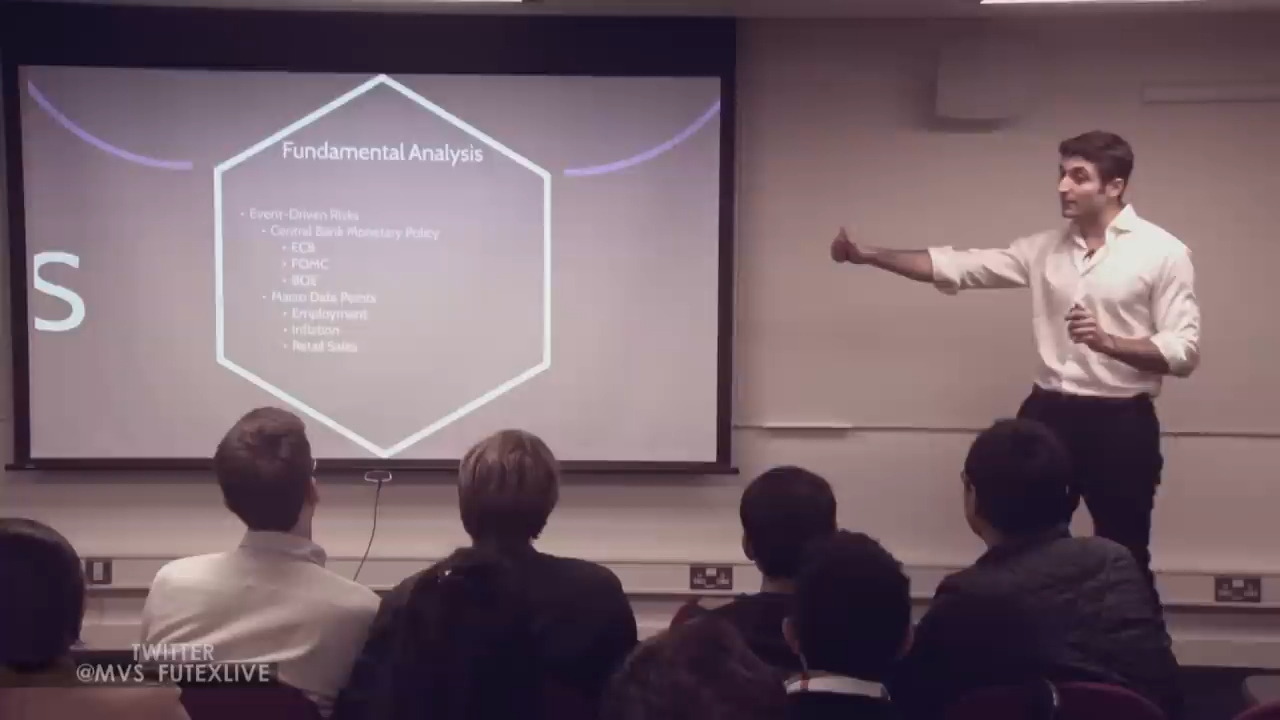 Fundamental Analysis
• Event-Driven Risks
• Central Bank Monetary Policy
• ECB
• FOMC
• BOE
• Macro Data Points
• Employment
• Inflation
• Retail Sales
S
TWITTER
@MVS_FUTEXLIVE